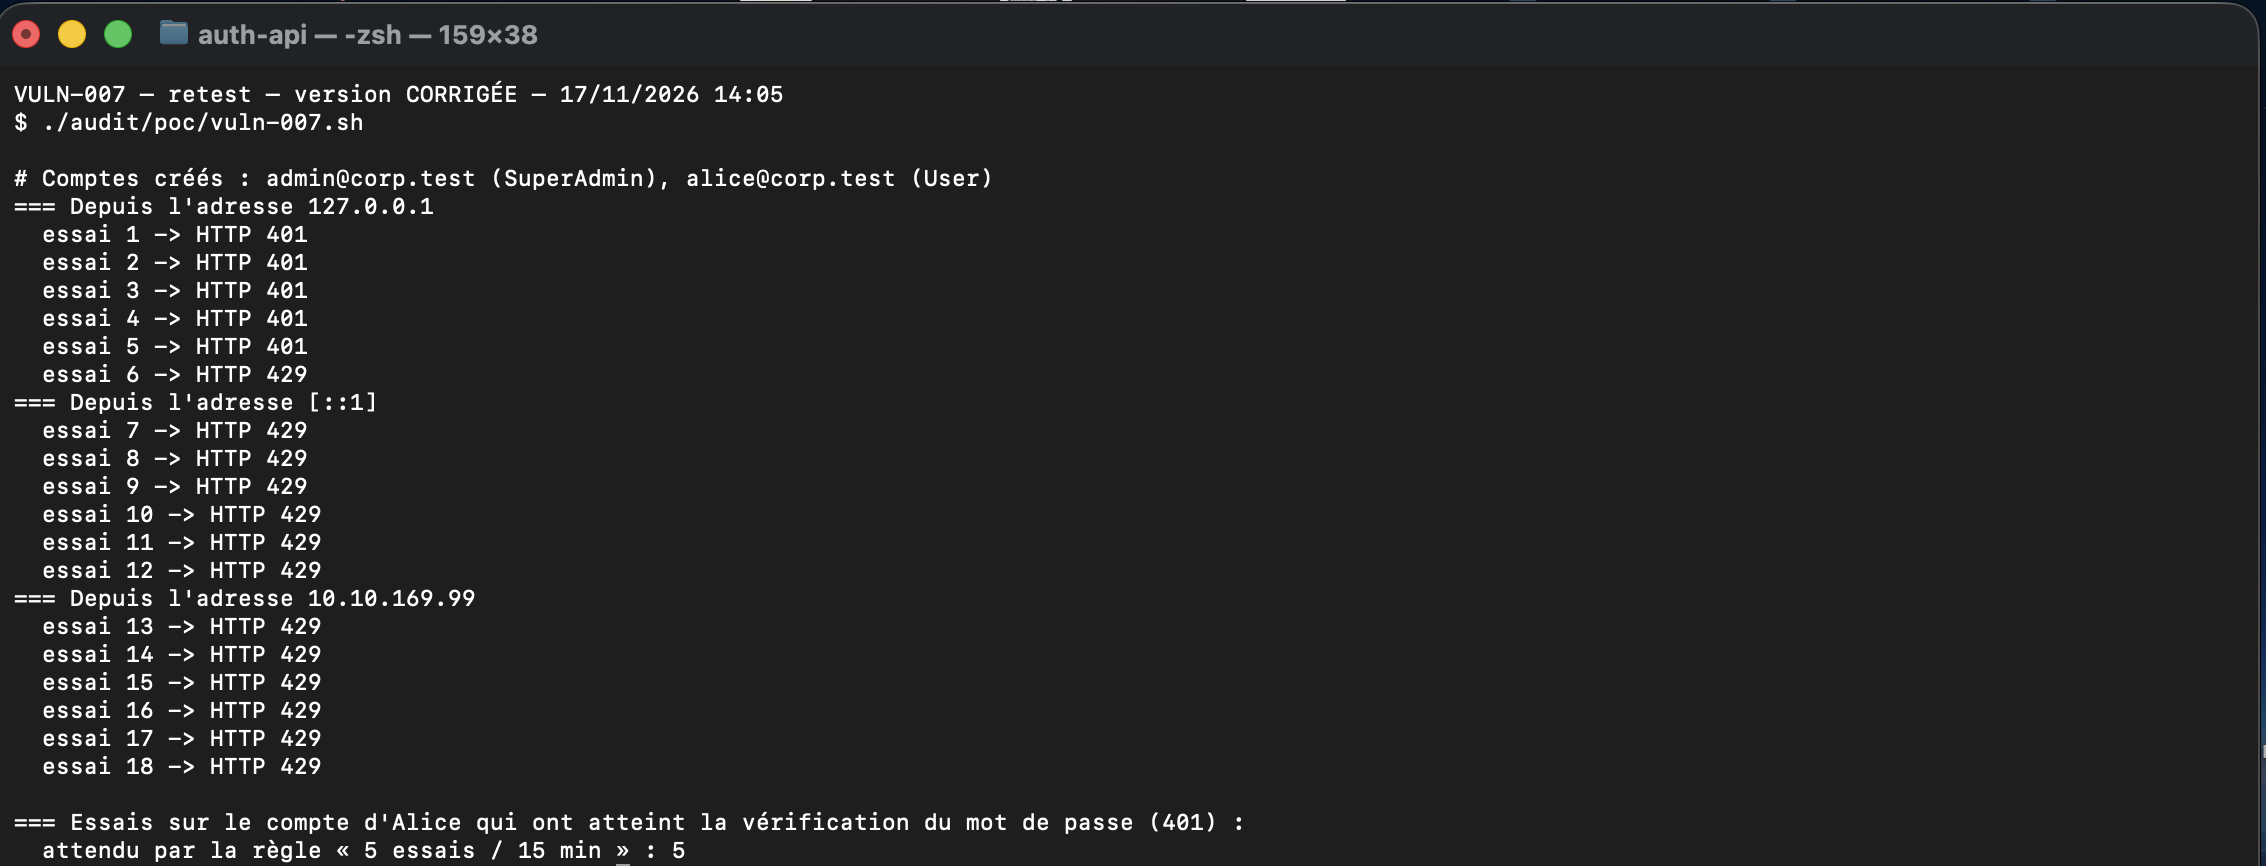 auth-api — -zsh — 159×38
VULN-007 — retest — version CORRIGÉE — 17/11/2026 14:05
$ ./audit/poc/vuln-007.sh
# Comptes créés : admin@corp.test (SuperAdmin), alice@corp.test (User)
=== Depuis l'adresse 127.0.0.1
essai 1 -> HTTP 401
essai 2 -> HTTP 401
essai 3 -> HTTP 401
essai 4 -> HTTP 401
essai 5 -> HTTP 401
essai 6 -> HTTP 429
=== Depuis l'adresse [::1]
essai 7 -> HTTP 429
essai 8 -> HTTP 429
essai 9 -> HTTP 429
essai 10 -> HTTP 429
essai 11 -> HTTP 429
essai 12 -> HTTP 429
=== Depuis l'adresse 10.10.169.99
essai 13 -> HTTP 429
essai 14 -> HTTP 429
essai 15 -> HTTP 429
essai 16 -> HTTP 429
essai 17 -> HTTP 429
essai 18 -> HTTP 429
=== Essais sur le compte d'Alice qui ont atteint la vérification du mot de passe (401) :
attendu par la règle « 5 essais / 15 min » : 5